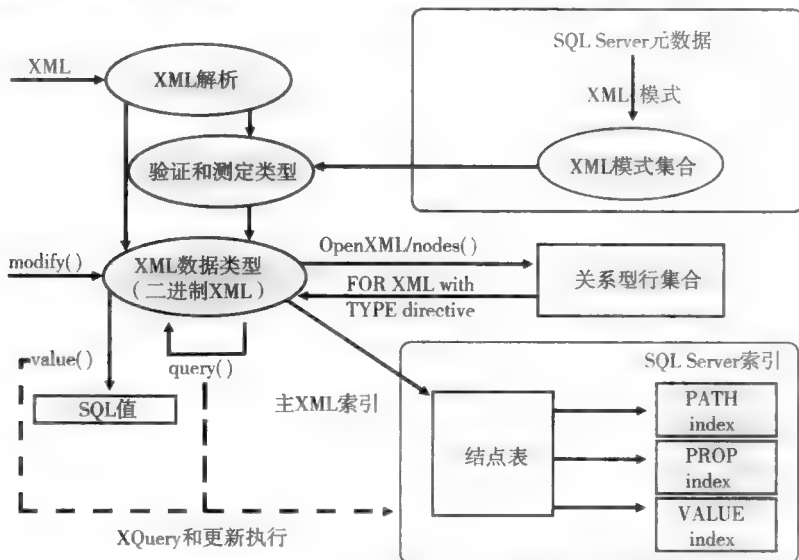 XML
XML解析
SQL Server元数据
XML 模式
XML模式集合
验证和测定类型
modify()
XML数据类型
（二进制XML）
OpenXML/nodes()
FOR XML with
TYPE directive
关系型行集合
value()
query()
SQL值
主XML索引
SQL Server索引
结点表
PATH
index
PROP
index
VALUE
index
XQuery和更新执行